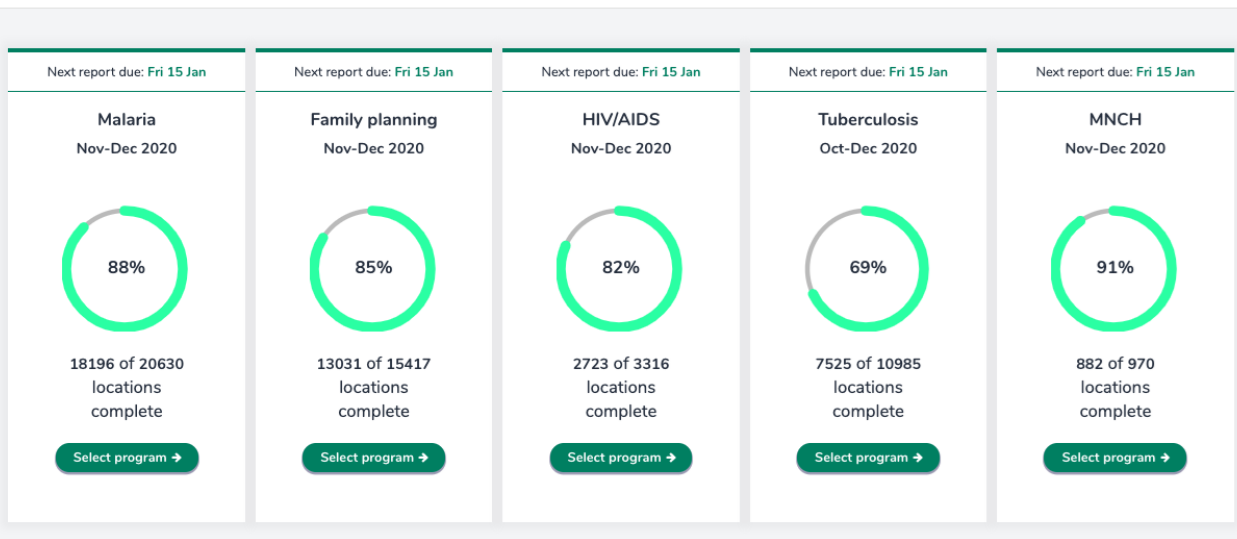 Next report due: Fri 15 Jan
Malaria
Nov-Dec 2020
88%
18196 of 20630
locations
complete
Select program →
Next report due: Fri 15 Jan
Family planning
Nov-Dec 2020
85%
13031 of 15417
locations
complete
Select program →
Next report due: Fri 15 Jan
HIV/AIDS
Nov-Dec 2020
82%
2723 of 3316
locations
complete
Select program →
Next report due: Fri 15 Jan
Tuberculosis
Oct-Dec 2020
69%
7525 of 10985
locations
complete
Select program →
Next report due: Fri 15 Jan
MNCH
Nov-Dec 2020
91%
882 of 970
locations
complete
Select program →